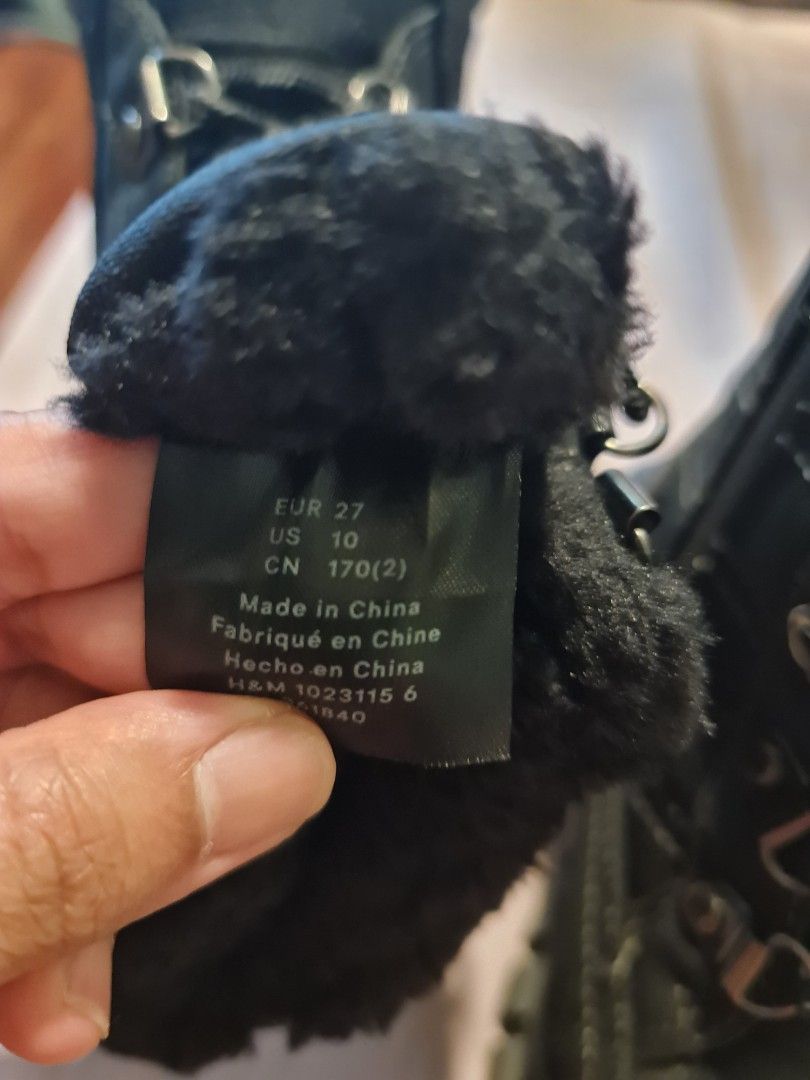 EUR 27
US 10
CN 170(2)
Made in China
Fabriqué en Chine
Hecho en China
H&M 1023115 6